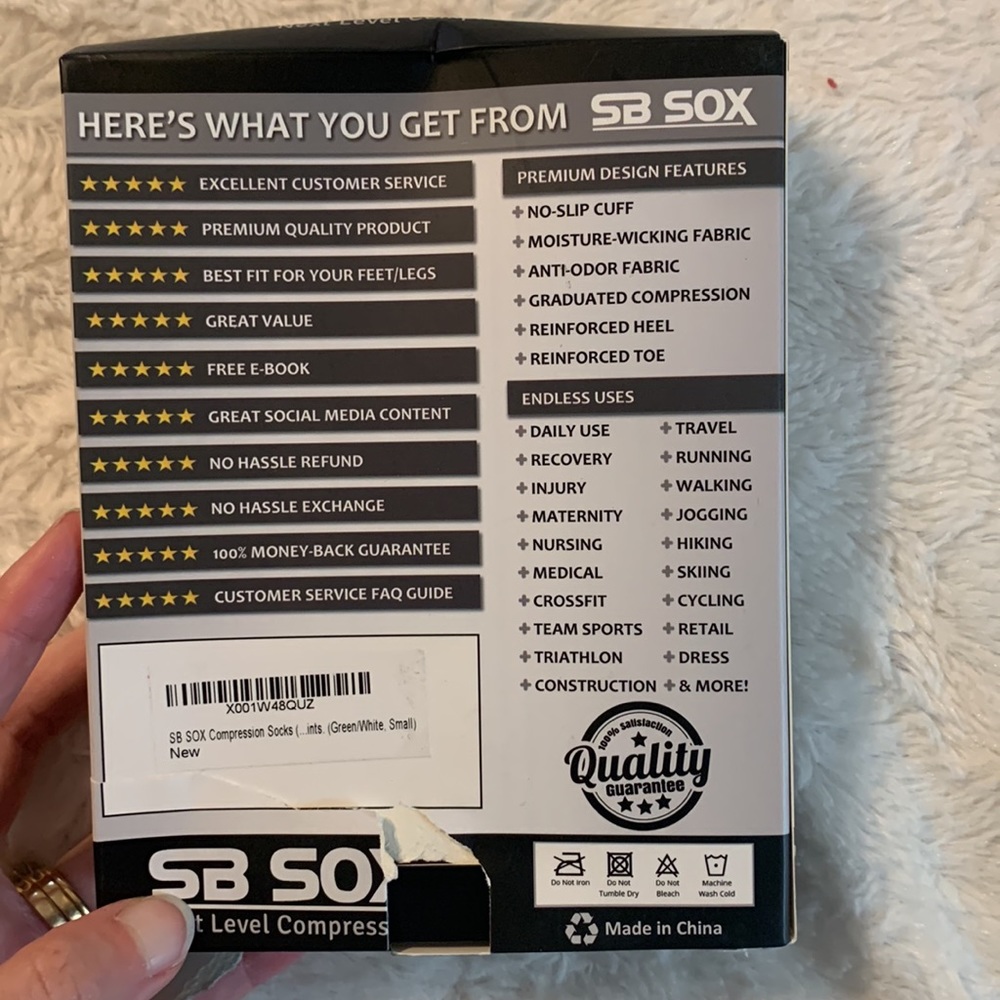 Next Level
HERE'S WHAT YOU GET FROM SB SOX
EXCELLENT CUSTOMER SERVICE
PREMIUM QUALITY PRODUCT
BEST FIT FOR YOUR FEET/LEGS
GREAT VALUE
FREE E-BOOK
GREAT SOCIAL MEDIA CONTENT
NO HASSLE REFUND
NO HASSLE EXCHANGE
100% MONEY-BACK GUARANTEE
CUSTOMER SERVICE FAQ GUIDE
X001W48QUZ
SB SOX Compression Socks (...ints. (Green/White, Small)
New
SB SOX
t Level Compress
PREMIUM DESIGN FEATURES
+ NO-SLIP CUFF
+ MOISTURE-WICKING FABRIC
+ ANTI-ODOR FABRIC
+ GRADUATED COMPRESSION
+ REINFORCED HEEL
+ REINFORCED TOE
ENDLESS USES
+ DAILY USE
+ RECOVERY
+ INJURY
+ MATERNITY
+ NURSING
+ MEDICAL
+ CROSSFIT
+ TEAM SPORTS
+ TRIATHLON
+ CONSTRUCTION
+ TRAVEL
+ RUNNING
+ WALKING
+ JOGGING
+ HIKING
+ SKIING
+ CYCLING
+ RETAIL
+ DRESS
+ & MORE!
100% satisfaction
Quality
Guarantee
Do Not Iron
Do Not Tumble Dry
Do Not Bleach
Machine Wash Cold
Made in China